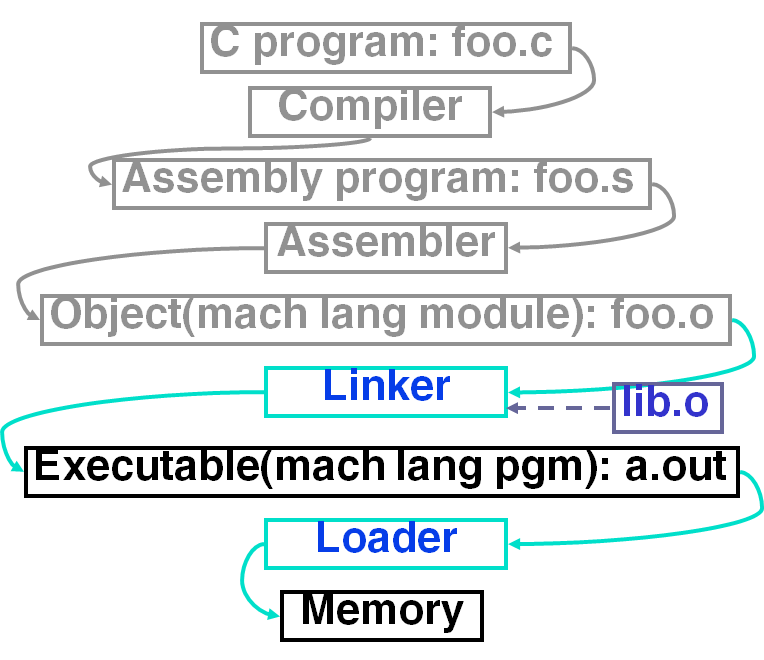 C program: foo.c
Compiler
Assembly program: foo.s
Assembler
Object(mach lang module): foo.o
Linker
lib.o
Executable(mach lang pgm): a.out
Loader
Memory